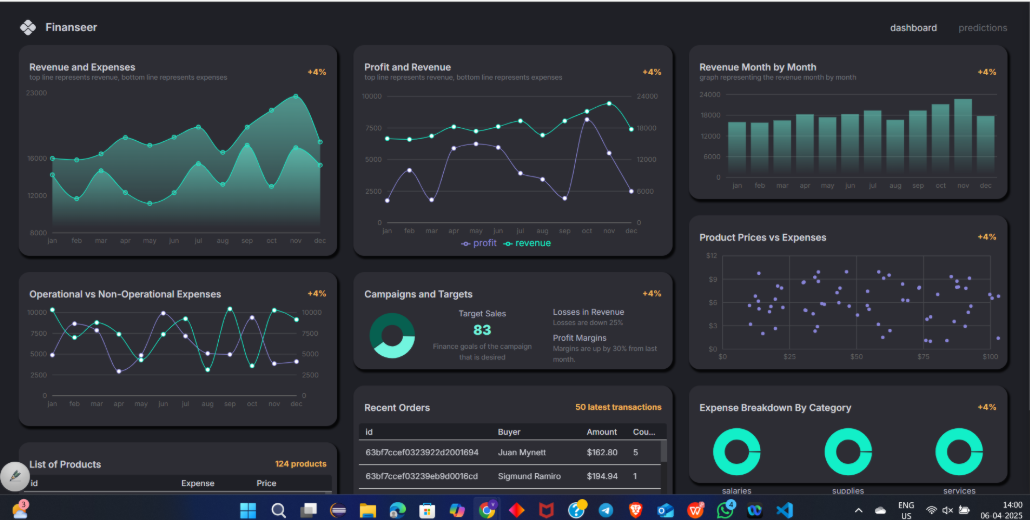 Finanseer
dashboard predictions
Revenue and Expenses
top line represents revenue, bottom line represents expenses
+4%
23000
18000
12000
6000
jan feb mar apr may jun jul aug sep oct nov dec
Operational vs Non-Operational Expenses
+4%
10000 10000
7500 7500
5000 5000
2500 2500
0 0
jan feb mar apr may jun jul aug sep oct nov dec
List of Products
124 products
id Expense Price
Profit and Revenue
top line represents revenue, bottom line represents expenses
+4%
10000 24000
7500 18000
5000 12000
2500 6000
0 0
jan feb mar apr may jun jul aug sep oct nov dec
profit revenue
Campaigns and Targets
+4%
Target Sales
83
Finance goals of the campaign
that is desired
Losses in Revenue
Losses are down 25%
Profit Margins
Margins are up by 30% from last
month.
Recent Orders
50 latest transactions
id Buyer Amount Cou...
63bf7ccef0323922d2001694 Juan Mynett $162.80 5
63bf7ccef03239eb9d0016cd Sigmund Ramiro $194.94 1
Revenue Month by Month
graph representing the revenue month by month
+4%
24000
18000
12000
6000
0
jan feb mar apr may jun jul aug sep oct nov dec
Product Prices vs Expenses
+4%
$12
$9
$6
$3
$0
$0 $25 $50 $75 $100
Expense Breakdown By Category
+4%
salaries supplies services
ENG
US
14:00
06-04-2025